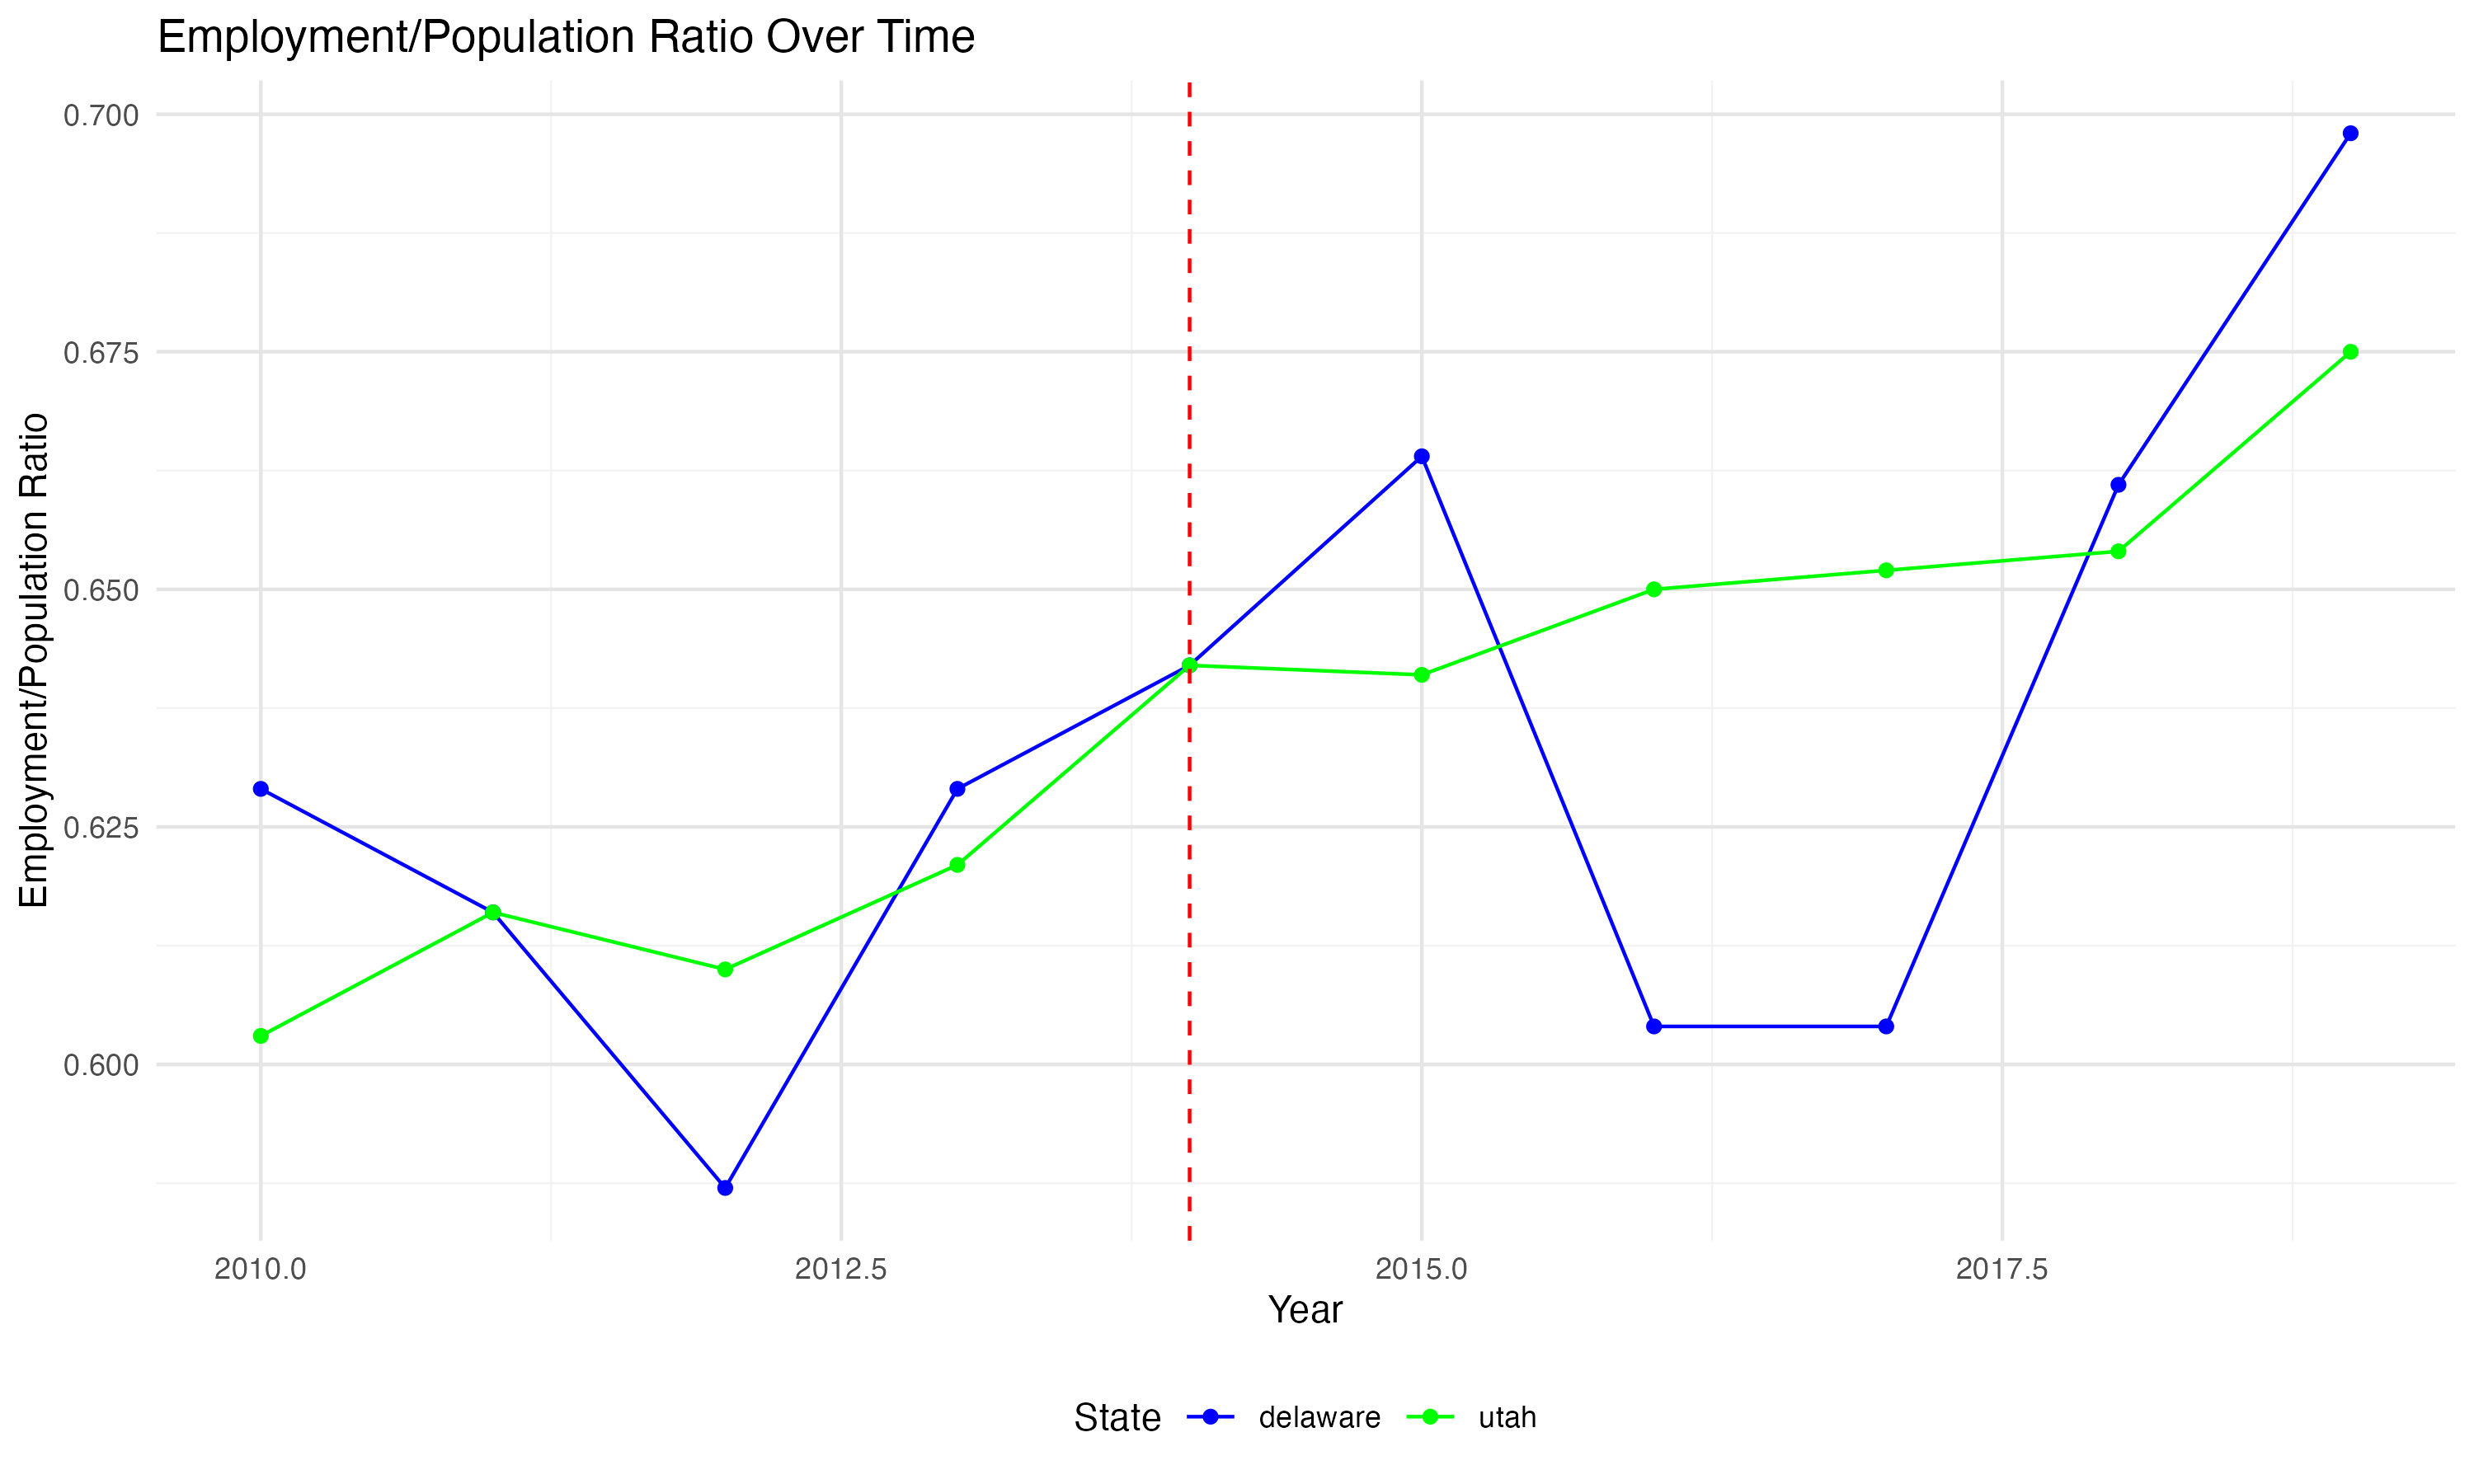 Employment/Population Ratio Over Time
Employment/Population Ratio
0.700
0.675
0.650
0.625
0.600
2010.0 2012.5 2015.0 2017.5
Year
State delaware utah